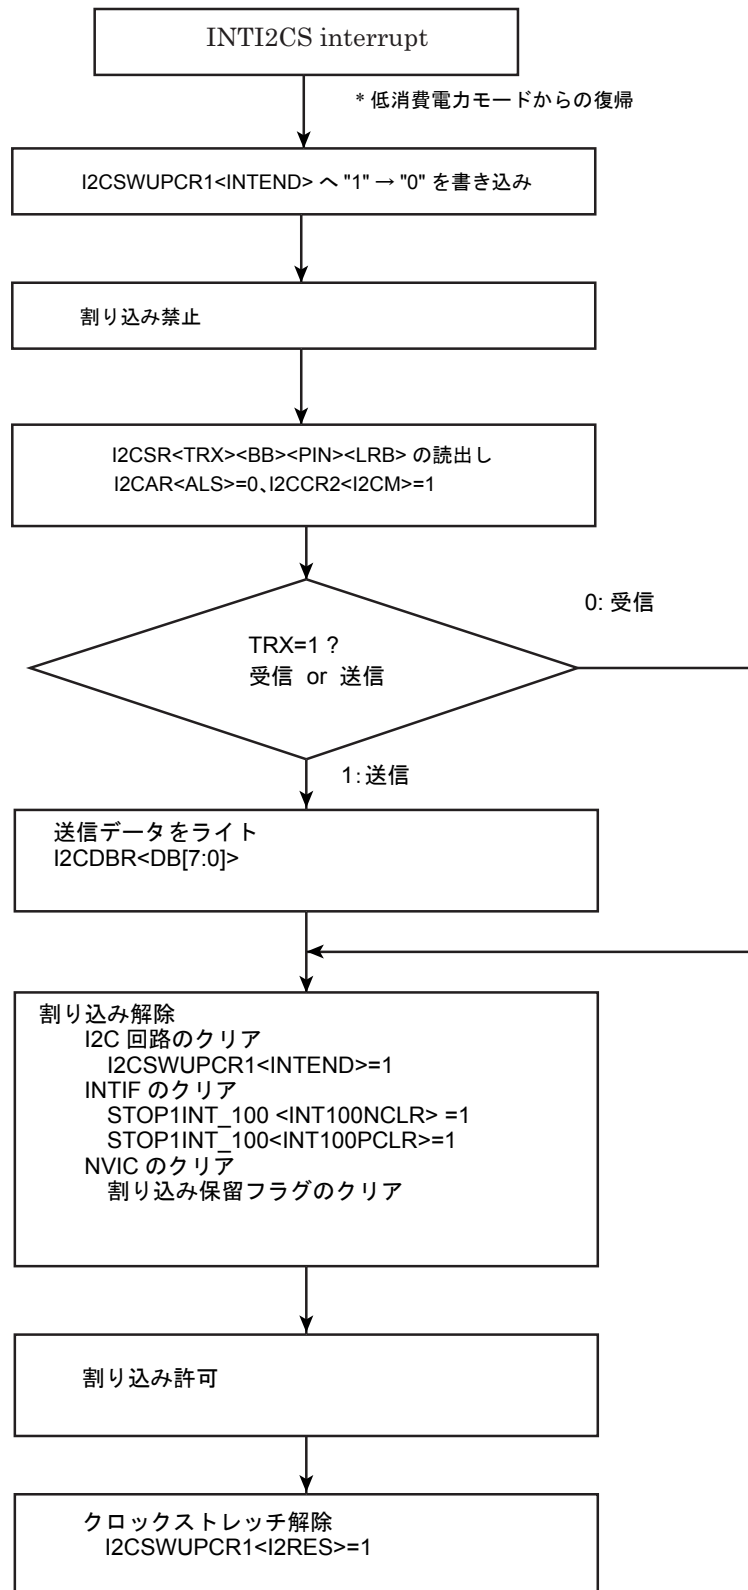 INTI2CS interrupt
* 低消費電力モードからの復帰
I2CSWUPCR1<INTEND> へ "1" → "0" を書き込み
割り込み禁止
I2CSR<TRX><BB><PIN><LRB> の読出し
I2CAR<ALS>=0、I2CCR2<I2CM>=1
0: 受信
TRX=1 ?
受信 or 送信
1: 送信
送信データをライト
I2CDBR<DB[7:0]>
割り込み解除
I2C 回路のクリア
I2CSWUPCR1<INTEND>=1
INTIF のクリア
STOP1INT_100 <INT100NCLR> =1
STOP1INT_100<INT100PCLR>=1
NVIC のクリア
割り込み保留フラグのクリア
割り込み許可
クロックストレッチ解除
I2CSWUPCR1<I2RES>=1